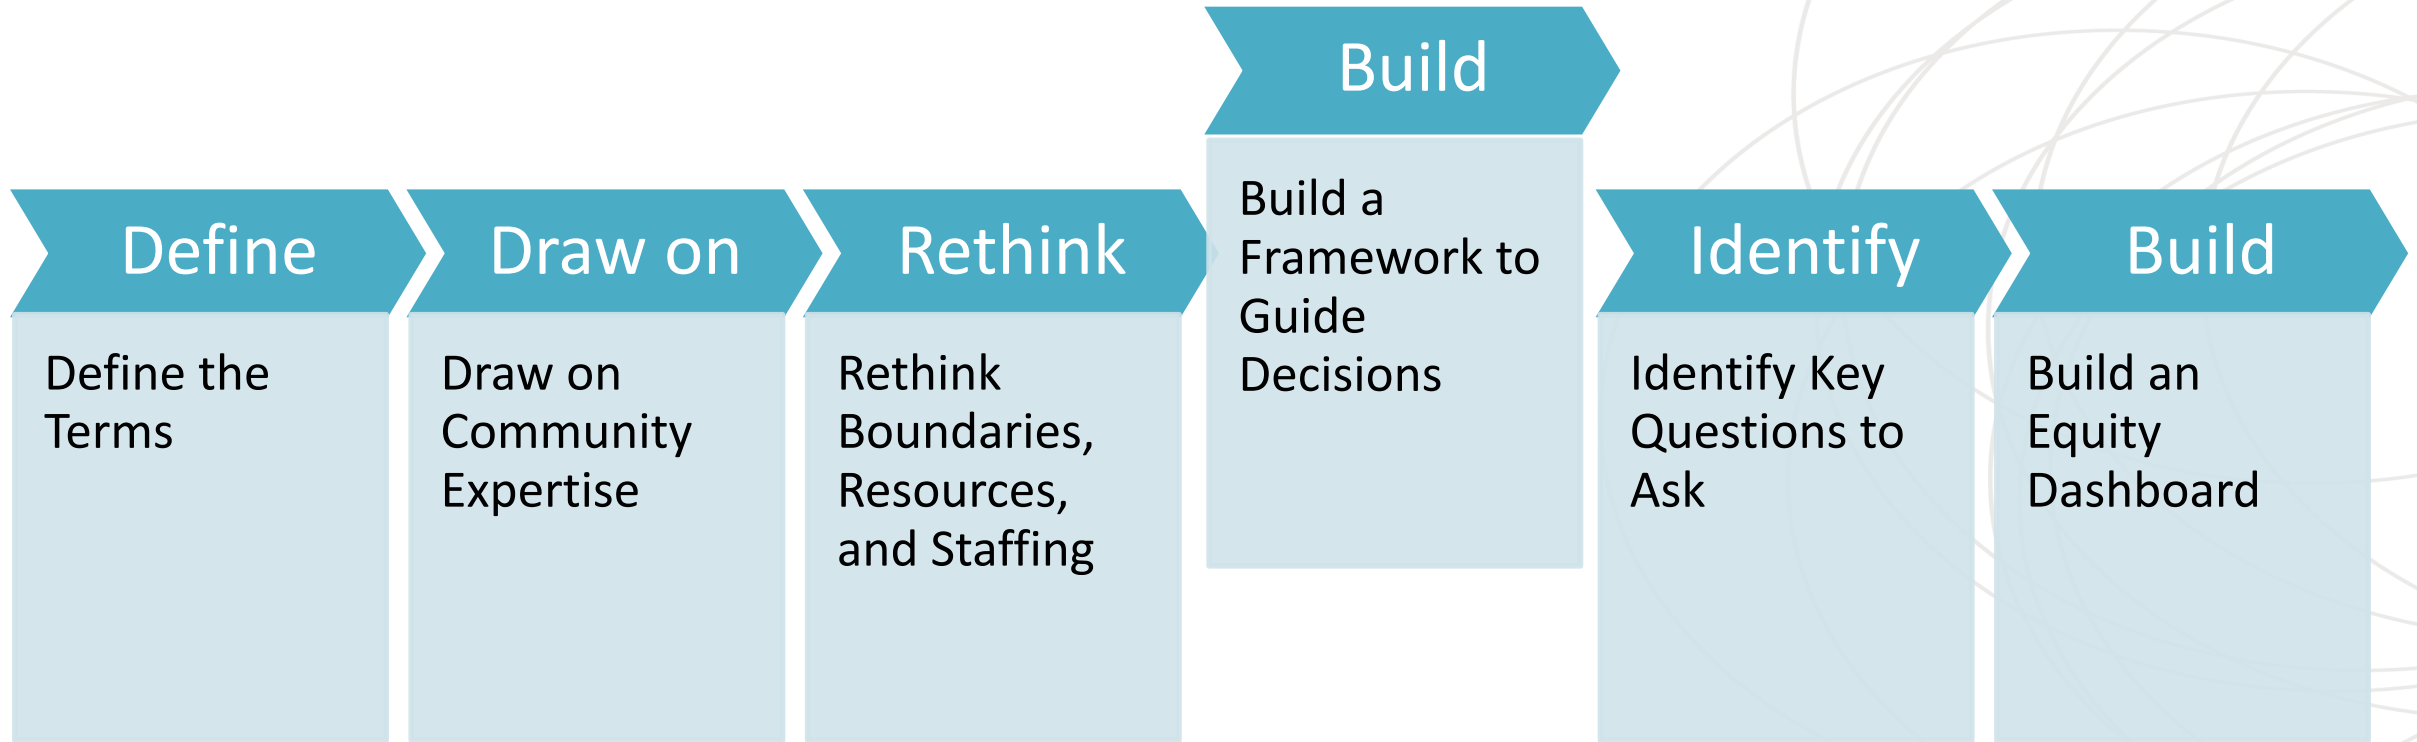 Define
Define the
Terms
Draw on
Draw on
Community
Expertise
Rethink
Rethink
Boundaries,
Resources,
and Staffing
Build
Build a
Framework to
Guide
Decisions
Identify
Identify Key
Questions to
Ask
Build
Build an
Equity
Dashboard